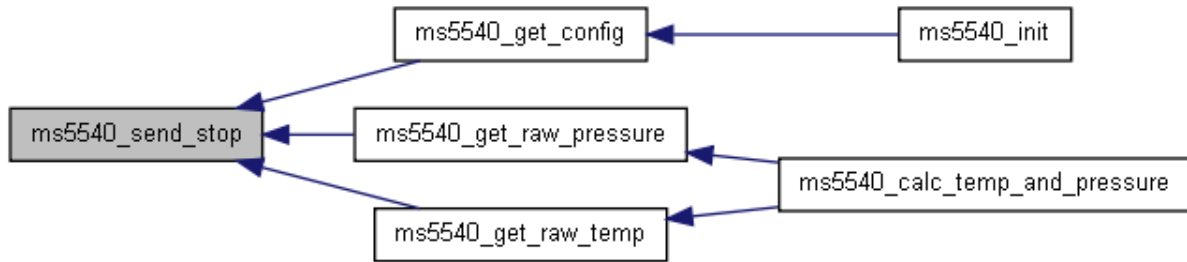 ms5540_get_config
ms5540_init
ms5540_send_stop
ms5540_get_raw_pressure
ms5540_calc_temp_and_pressure
ms5540_get_raw_temp